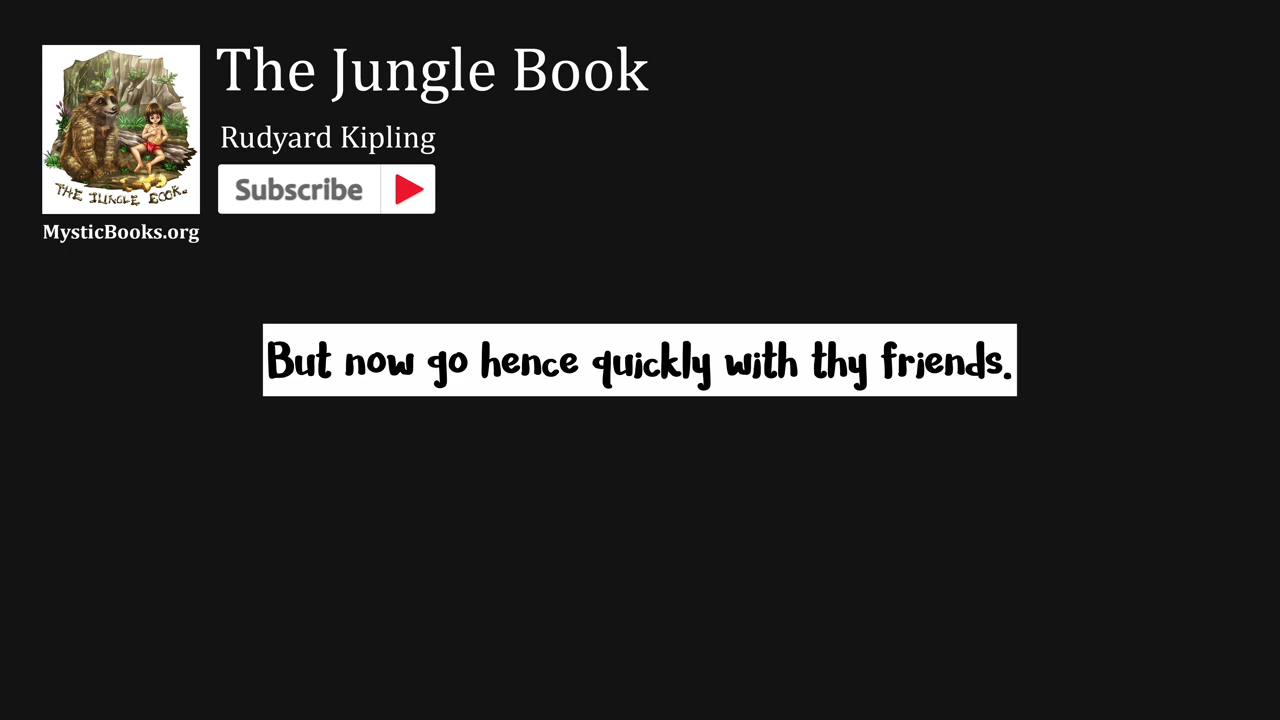 The Jungle Book
Rudyard Kipling
Subscribe
THE JUNGLE BOOK.
MysticBooks.org
But now go hence quickly with thy friends.